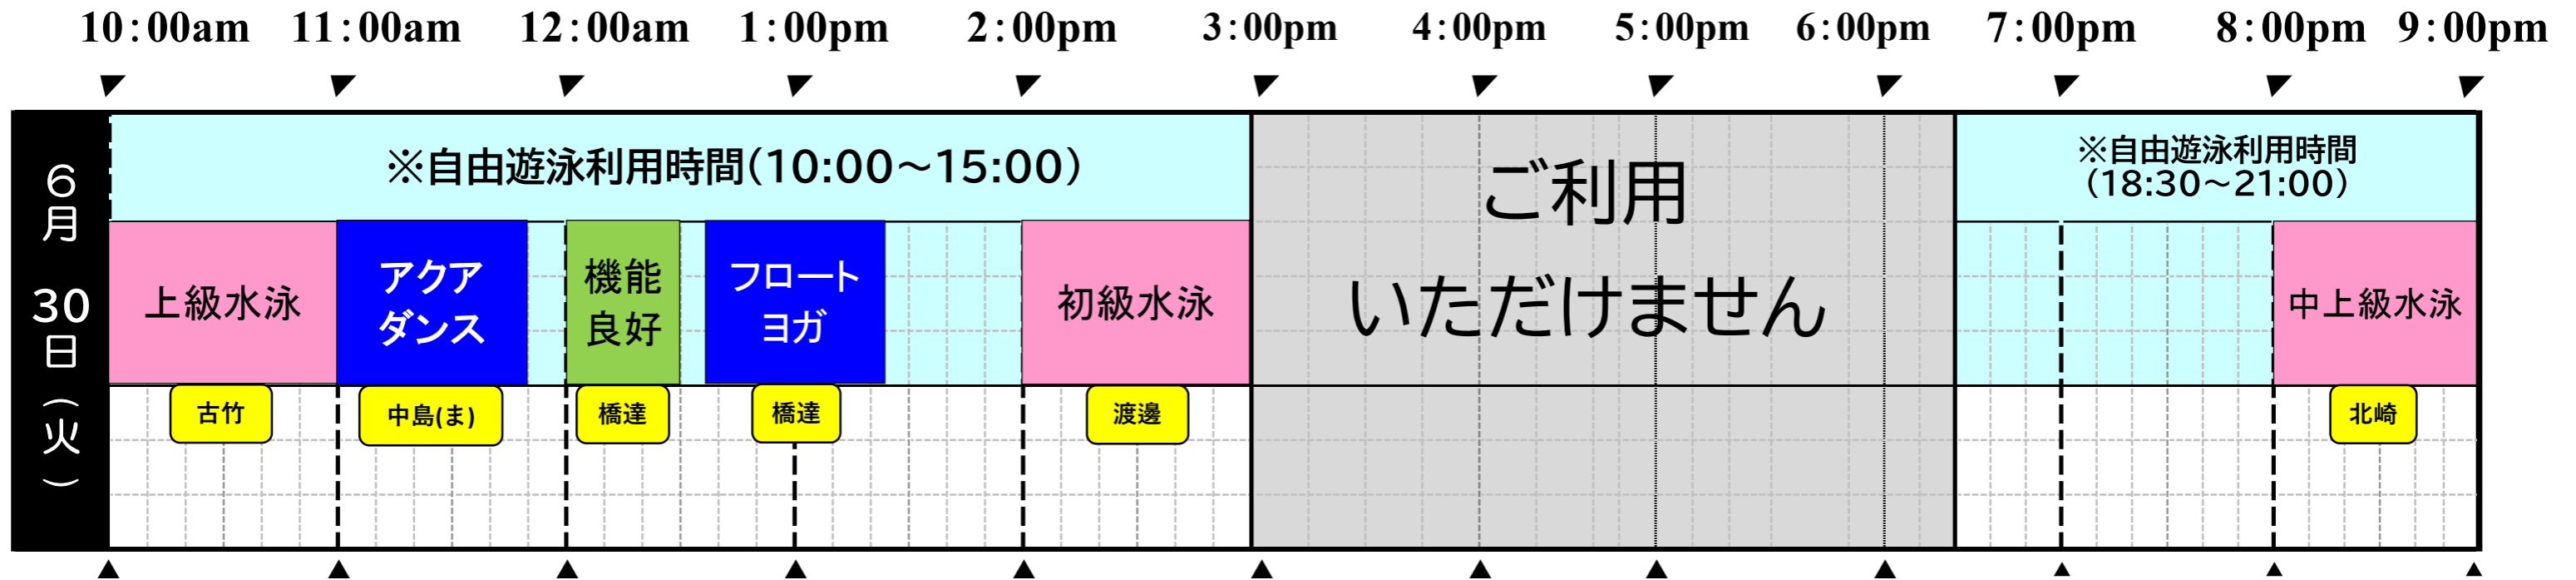 10:00am 11:00am 12:00am 1:00pm 2:00pm 3:00pm 4:00pm 5:00pm 6:00pm 7:00pm 8:00pm 9:00pm
6月30日(火)
※自由遊泳利用時間(10:00～15:00)
上級水泳
アクア
ダンス
機能
良好
フロート
ヨガ
初級水泳
ご利用
いただけません
※自由遊泳利用時間
(18:30～21:00)
中上級水泳
古竹
中島(ま)
橋達
橋達
渡邊
北崎